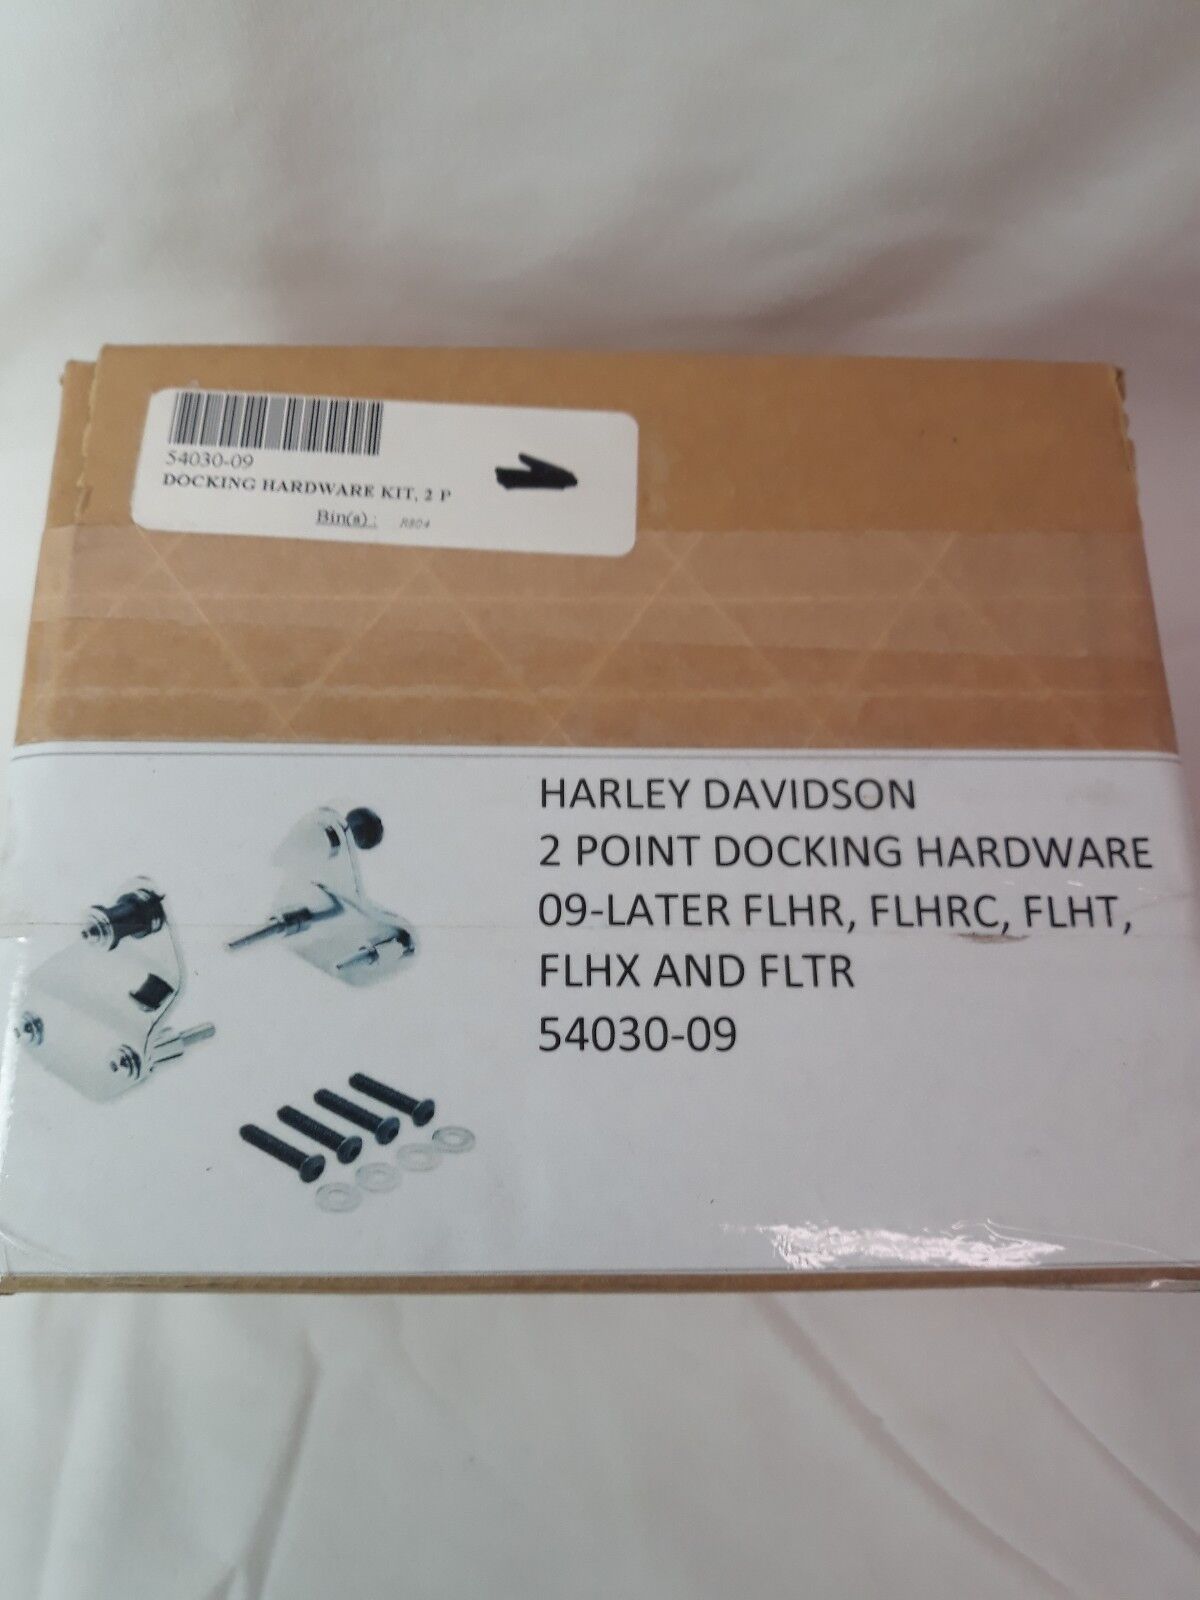 54030-09
DOCKING HARDWARE KIT, 2 P
Bin(s) : R804
HARLEY DAVIDSON
2 POINT DOCKING HARDWARE
09-LATER FLHR, FLHRC, FLHT,
FLHX AND FLTR
54030-09